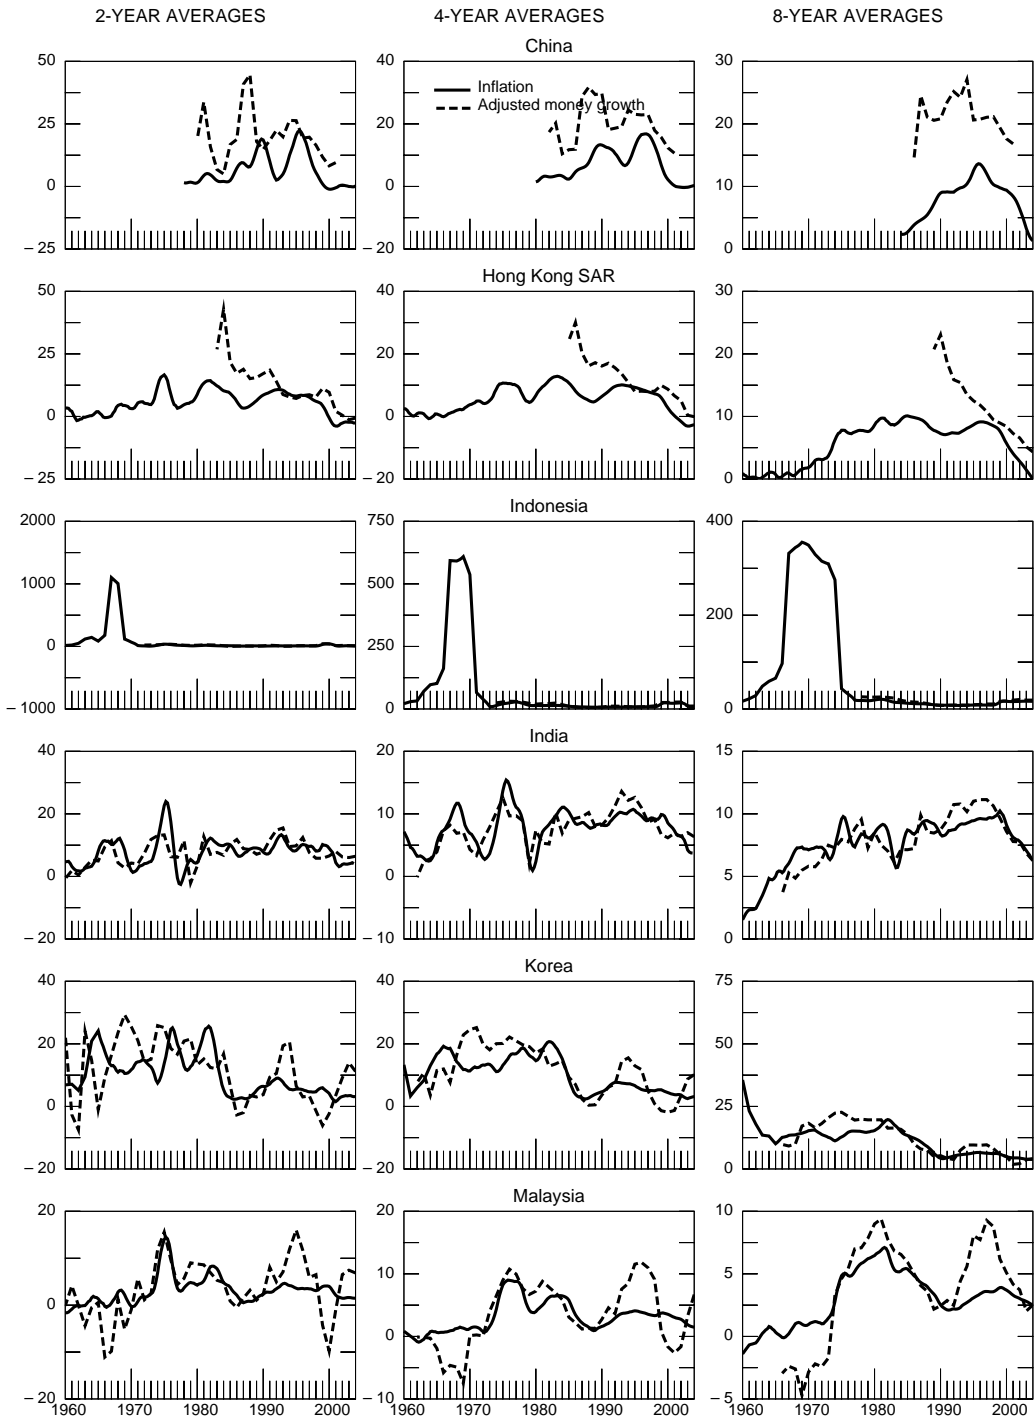 2-YEAR AVERAGES 4-YEAR AVERAGES 8-YEAR AVERAGES
China
50 40 30
Inflation
Adjusted money growth
25 20 20
0 0 10
– 25 – 20 0
Hong Kong SAR
50 40 30
25 20 20
0 0 10
– 25 – 20 0
Indonesia
2000 750 400
1000 500
200
0 250
– 1000 0 0
India
40 20 15
20 10 10
0 0 5
– 20 – 10 0
Korea
40 40 75
20 20 50
0 0 25
– 20 – 20 0
Malaysia
20 20 10
10 10 5
0 0 0
– 20 – 10 – 5
1960 1970 1980 1990 2000 1960 1970 1980 1990 2000 1960 1970 1980 1990 2000